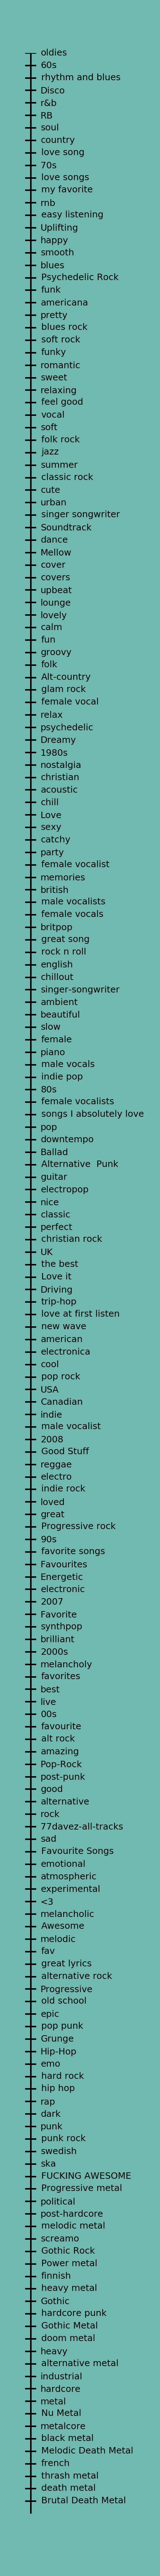 oldies
60s
rhythm and blues
Disco
r&b
RB
soul
country
love song
70s
love songs
my favorite
rnb
easy listening
Uplifting
happy
smooth
blues
Psychedelic Rock
funk
americana
pretty
blues rock
soft rock
funky
romantic
sweet
relaxing
feel good
vocal
soft
folk rock
jazz
summer
classic rock
cute
urban
singer songwriter
Soundtrack
dance
Mellow
cover
covers
upbeat
lounge
lovely
calm
fun
groovy
folk
Alt-country
glam rock
female vocal
relax
psychedelic
Dreamy
1980s
nostalgia
christian
acoustic
chill
Love
sexy
catchy
party
female vocalist
memories
british
male vocalists
female vocals
britpop
great song
rock n roll
english
chillout
singer-songwriter
ambient
beautiful
slow
female
piano
male vocals
indie pop
80s
female vocalists
songs I absolutely love
pop
downtempo
Ballad
Alternative  Punk
guitar
electropop
nice
classic
perfect
christian rock
UK
the best
Love it
Driving
trip-hop
love at first listen
new wave
american
electronica
cool
pop rock
USA
Canadian
indie
male vocalist
2008
Good Stuff
reggae
electro
indie rock
loved
great
Progressive rock
90s
favorite songs
Favourites
Energetic
electronic
2007
Favorite
synthpop
brilliant
2000s
melancholy
favorites
best
live
00s
favourite
alt rock
amazing
Pop-Rock
post-punk
good
alternative
rock
77davez-all-tracks
sad
Favourite Songs
emotional
atmospheric
experimental
<3
melancholic
Awesome
melodic
fav
great lyrics
alternative rock
Progressive
old school
epic
pop punk
Grunge
Hip-Hop
emo
hard rock
hip hop
rap
dark
punk
punk rock
swedish
ska
FUCKING AWESOME
Progressive metal
political
post-hardcore
melodic metal
screamo
Gothic Rock
Power metal
finnish
heavy metal
Gothic
hardcore punk
Gothic Metal
doom metal
heavy
alternative metal
industrial
hardcore
metal
Nu Metal
metalcore
black metal
Melodic Death Metal
french
thrash metal
death metal
Brutal Death Metal